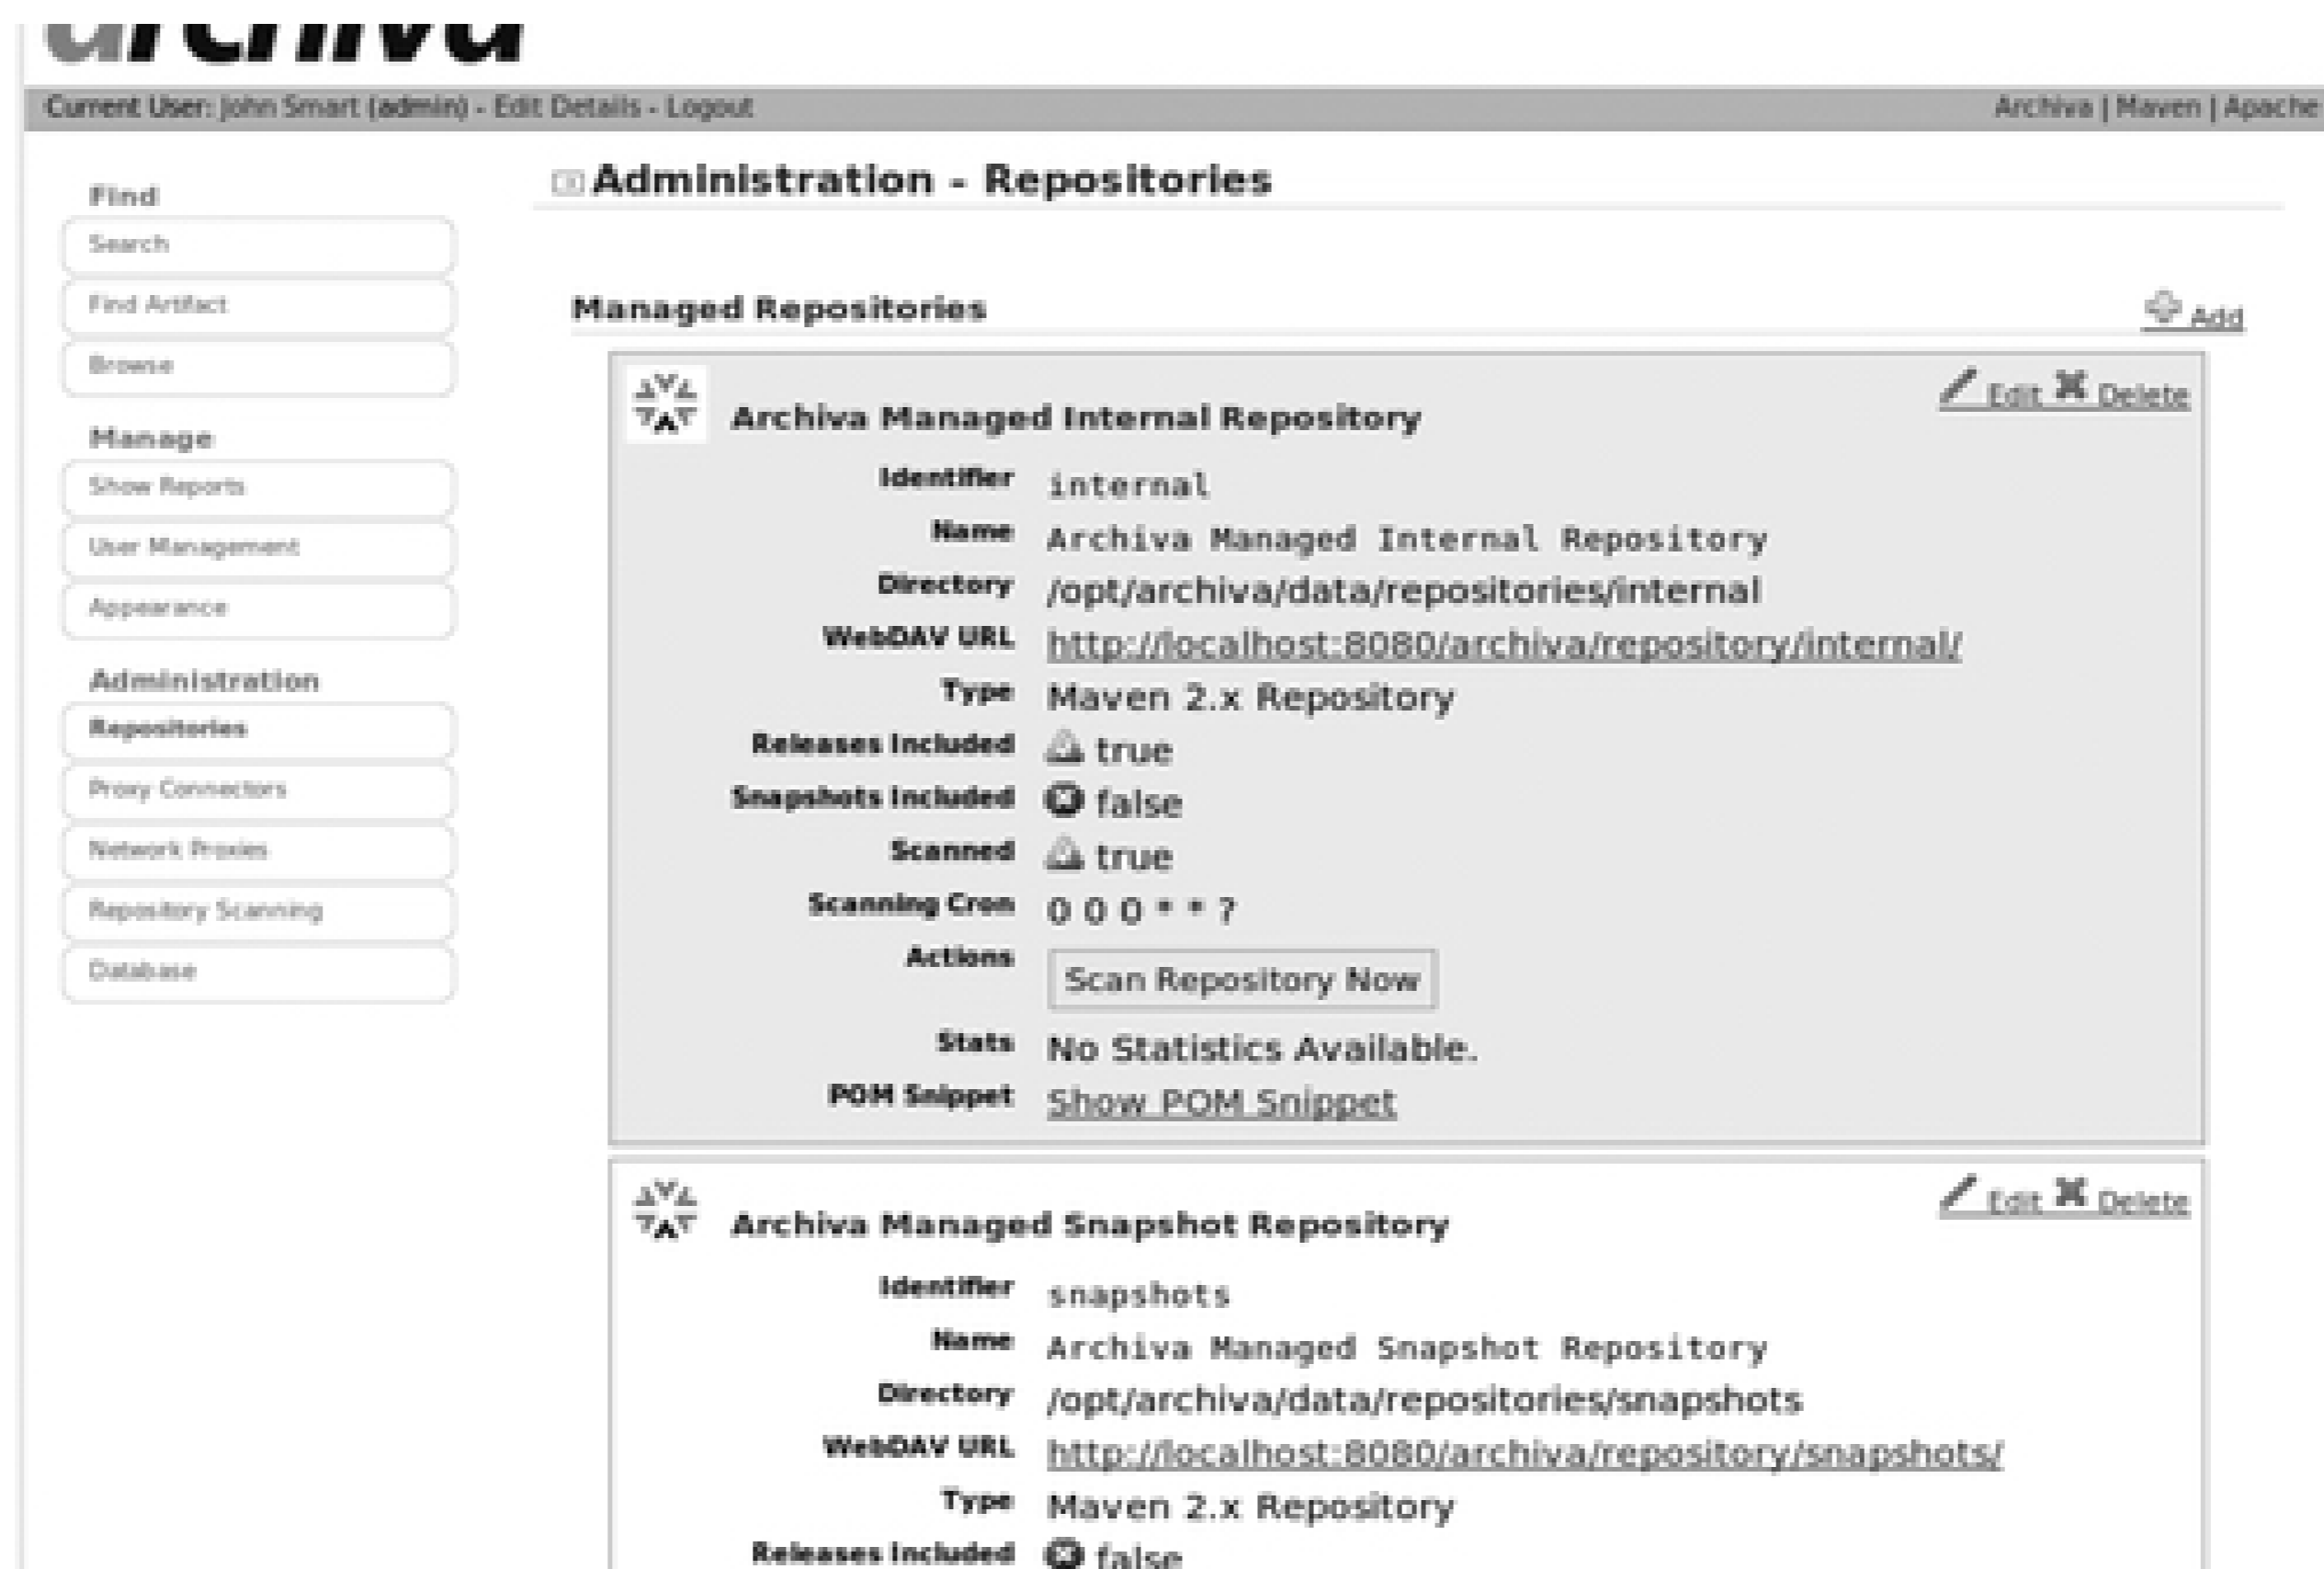 archiva
Current User: John Smart (admin) - Edit Details - Logout
Archiva | Maven | Apache
Find
Search
Find Artifact
Browse
Manage
Show Reports
User Management
Appearance
Administration
Repositories
Proxy Connectors
Network Proxies
Repository Scanning
Database
Administration - Repositories
Managed Repositories
Add
Archiva Managed Internal Repository
Edit Delete
Identifier internal
Name Archiva Managed Internal Repository
Directory /opt/archiva/data/repositories/internal
WebDAV URL http://localhost:8080/archiva/repository/internal/
Type Maven 2.x Repository
Releases Included true
Snapshots Included false
Scanned true
Scanning Cron 0 0 0 * * ?
Actions Scan Repository Now
Stats No Statistics Available.
POM Snippet Show POM Snippet
Archiva Managed Snapshot Repository
Edit Delete
Identifier snapshots
Name Archiva Managed Snapshot Repository
Directory /opt/archiva/data/repositories/snapshots
WebDAV URL http://localhost:8080/archiva/repository/snapshots/
Type Maven 2.x Repository
Releases Included false